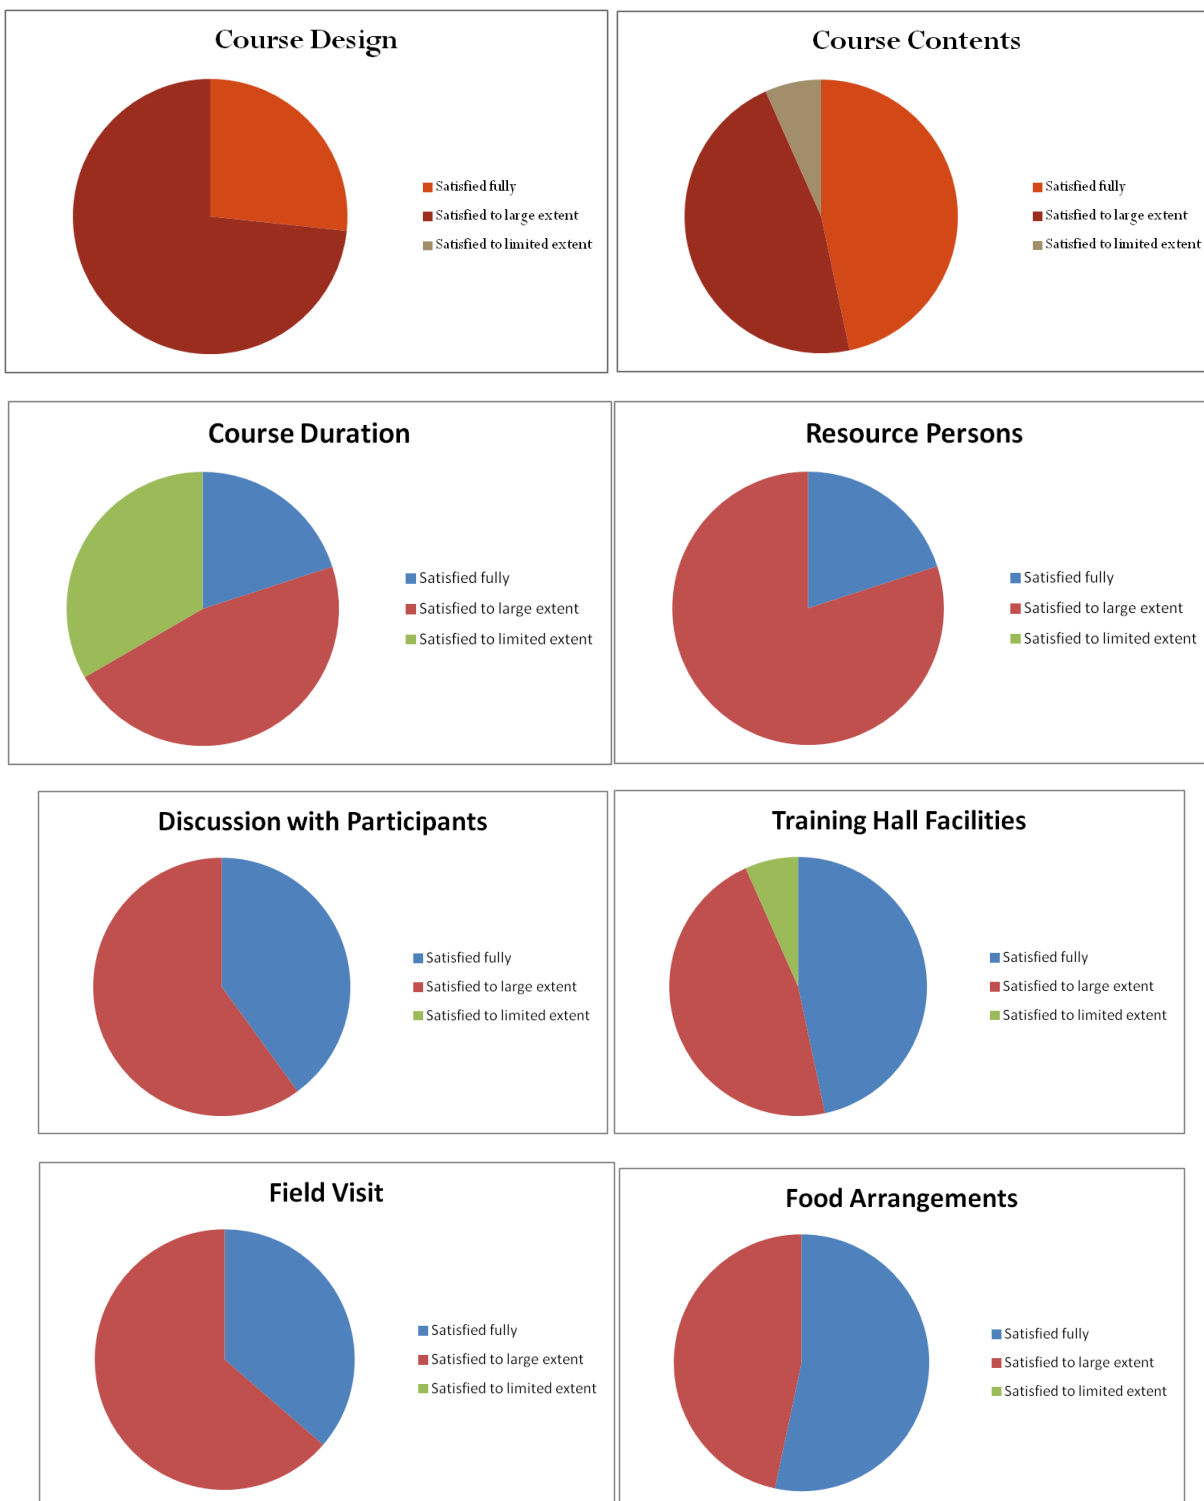 Course Design
Satisfied fully
Satisfied to large extent
Satisfied to limited extent
Course Contents
Satisfied fully
Satisfied to large extent
Satisfied to limited extent
Course Duration
Satisfied fully
Satisfied to large extent
Satisfied to limited extent
Resource Persons
Satisfied fully
Satisfied to large extent
Satisfied to limited extent
Discussion with Participants
Satisfied fully
Satisfied to large extent
Satisfied to limited extent
Training Hall Facilities
Satisfied fully
Satisfied to large extent
Satisfied to limited extent
Field Visit
Satisfied fully
Satisfied to large extent
Satisfied to limited extent
Food Arrangements
Satisfied fully
Satisfied to large extent
Satisfied to limited extent